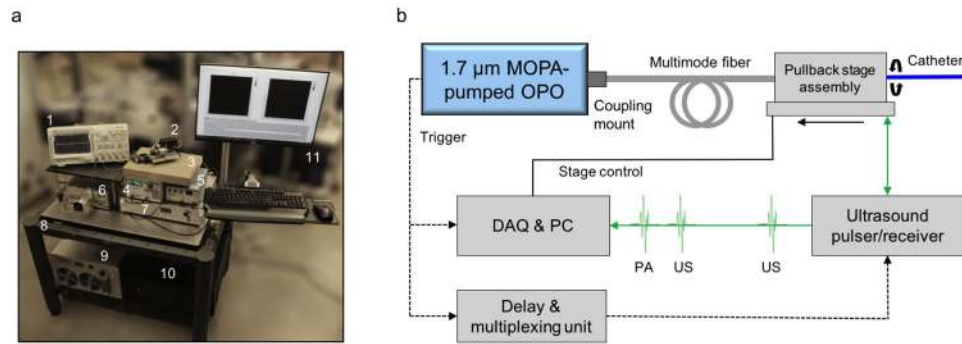 a
b
1
2
3
4
5
6
7
8
9
10
11
1.7 µm MOPA-
pumped OPO
Multimode fiber
Coupling
mount
Pullback stage
assembly
Catheter
Trigger
Stage control
DAQ & PC
PA
US
US
Ultrasound
pulser/receiver
Delay &
multiplexing unit